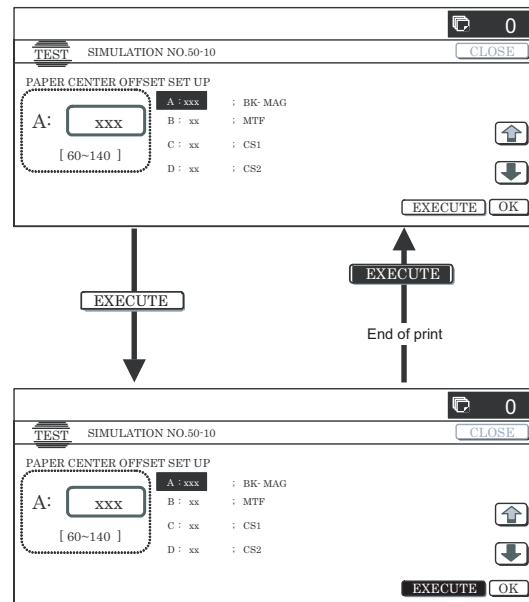 0
TEST SIMULATION NO.50-10 CLOSE
PAPER CENTER OFFSET SET UP
A: xxx
[ 60~140 ]
A : xxx ; BK- MAG
B : xx ; MTF
C : xx ; CS1
D : xx ; CS2
EXECUTE OK
EXECUTE
EXECUTE
End of print
0
TEST SIMULATION NO.50-10 CLOSE
PAPER CENTER OFFSET SET UP
A: xxx
[ 60~140 ]
A : xxx ; BK- MAG
B : xx ; MTF
C : xx ; CS1
D : xx ; CS2
EXECUTE OK